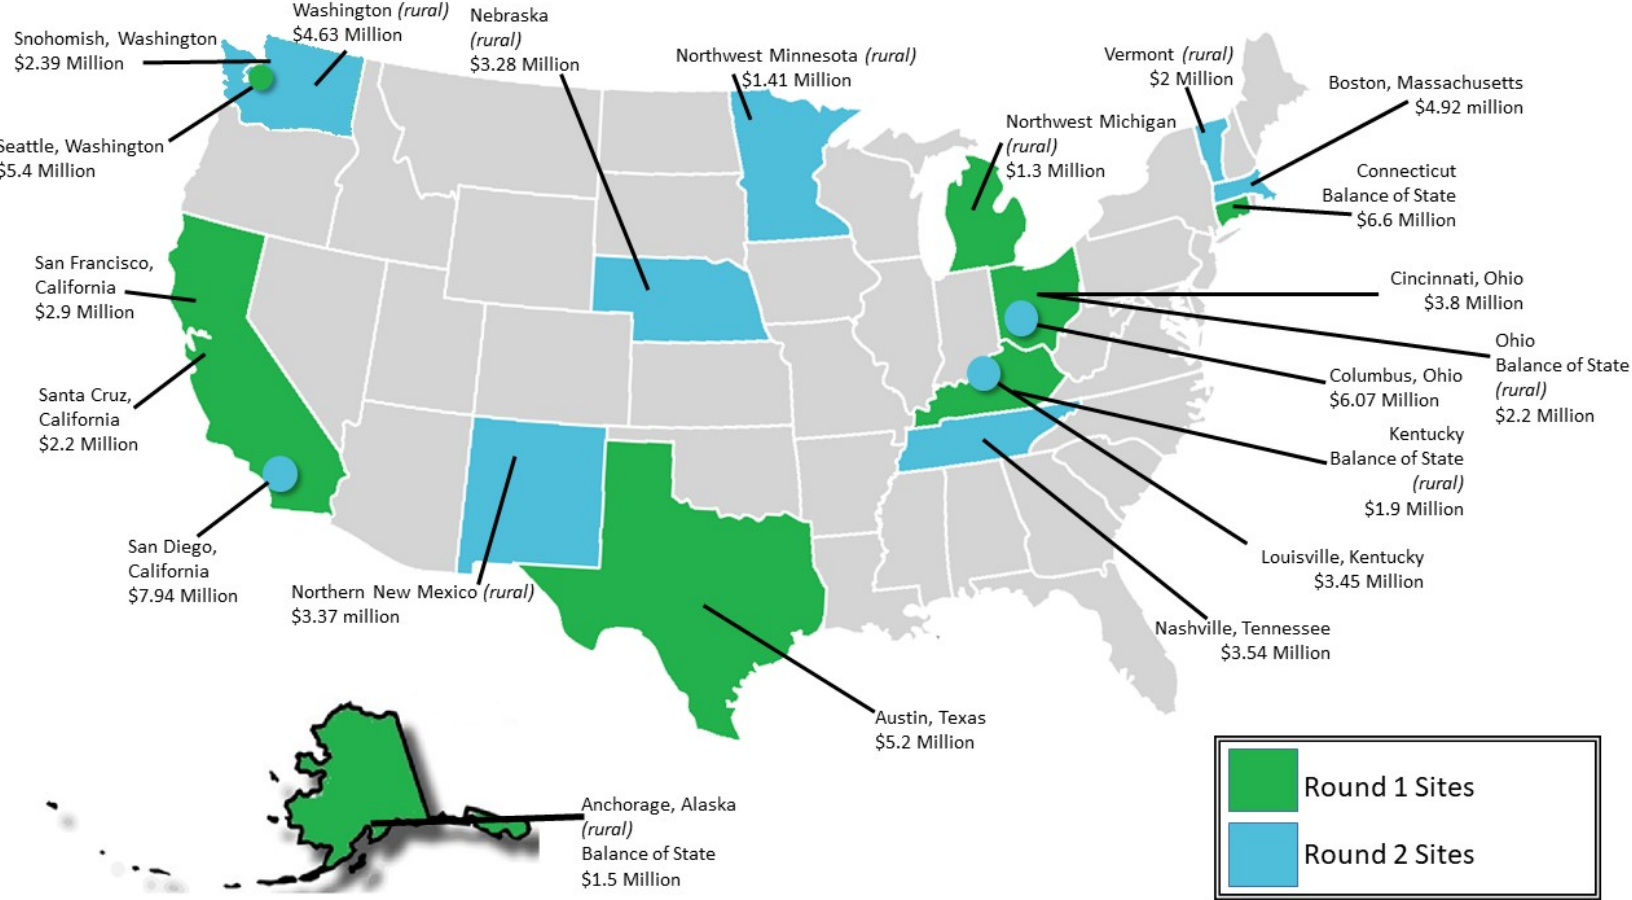 Snohomish, Washington
$2.39 Million
Washington (rural)
$4.63 Million
Nebraska
(rural)
$3.28 Million
Northwest Minnesota (rural)
$1.41 Million
Vermont (rural)
$2 Million
Boston, Massachusetts
$4.92 million
Seattle, Washington
$5.4 Million
Northwest Michigan
(rural)
$1.3 Million
Connecticut
Balance of State
$6.6 Million
San Francisco,
California
$2.9 Million
Cincinnati, Ohio
$3.8 Million
Ohio
Balance of State
(rural)
$2.2 Million
Columbus, Ohio
$6.07 Million
Santa Cruz,
California
$2.2 Million
Kentucky
Balance of State
(rural)
$1.9 Million
San Diego,
California
$7.94 Million
Northern New Mexico (rural)
$3.37 million
Louisville, Kentucky
$3.45 Million
Nashville, Tennessee
$3.54 Million
Austin, Texas
$5.2 Million
Anchorage, Alaska
(rural)
Balance of State
$1.5 Million
Round 1 Sites
Round 2 Sites